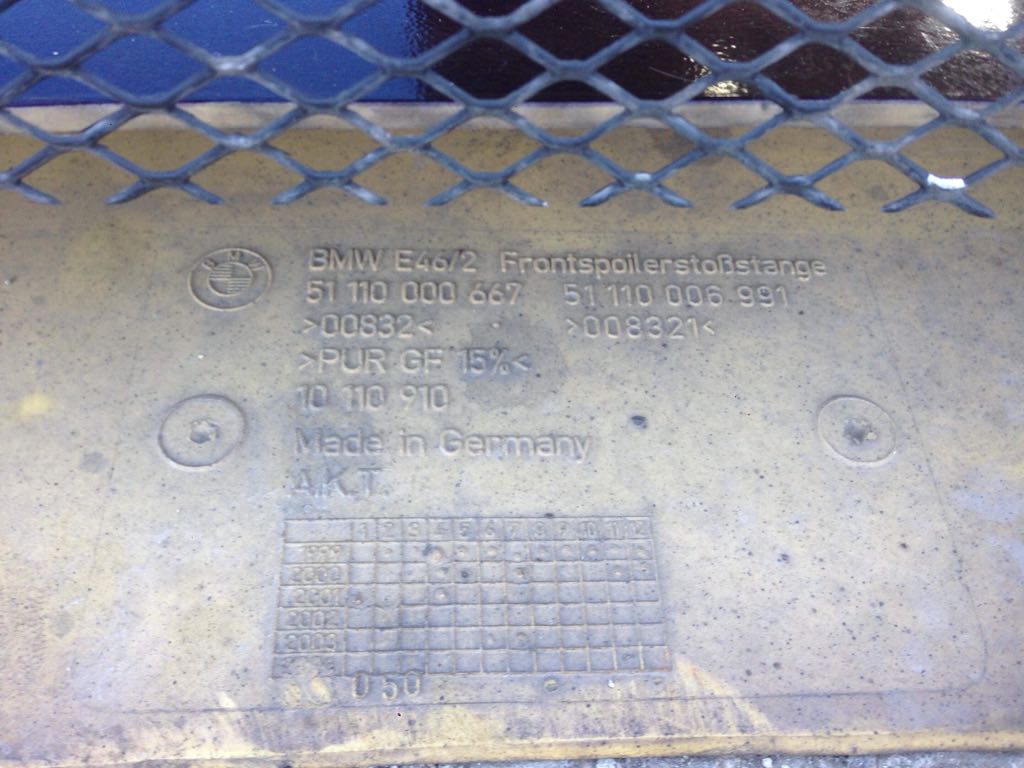 BMW
BMW E46/2 Frontspoilerstoßstange
51 110 000 667 51 110 006 991
>00832< >008321<
>PUR GF 15%<
10 110 910
Made in Germany
A.K.T.
1 2 3 4 5 6 7 8 9 10 11 12
1999
2000
2001
2002
2003
050